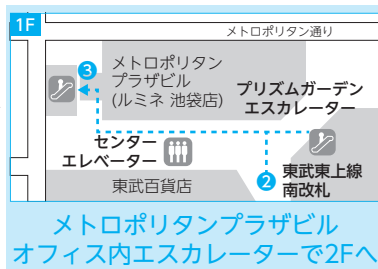 1F
メトロポリタン通り
3
メトロポリタン
プラザビル
(ルミネ 池袋店)
プリズムガーデン
エスカレーター
センター
エレベーター
2
東武東上線
南改札
東武百貨店
メトロポリタンプラザビル
オフィス内エスカレーターで2Fへ